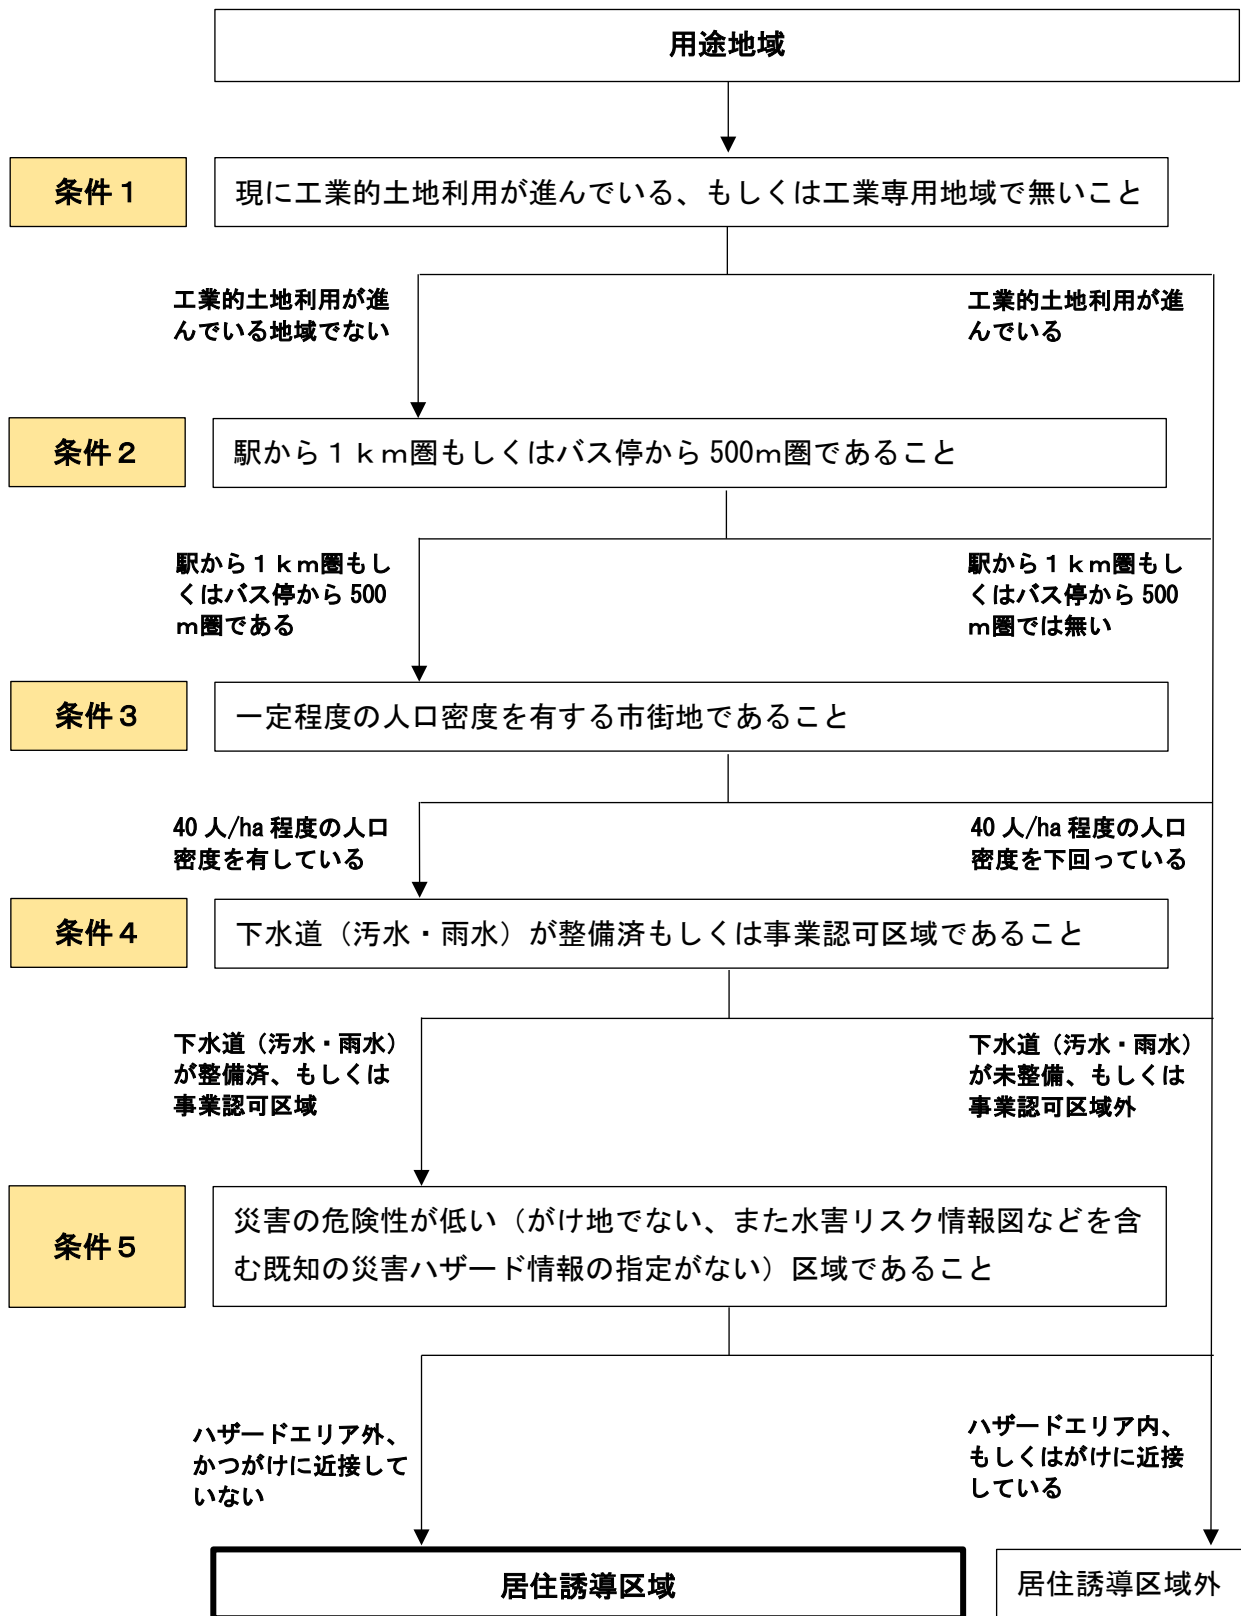 用途地域
条件１
現に工業的土地利用が進んでいる、もしくは工業専用地域で無いこと
工業的土地利用が進
んでいる地域でない
工業的土地利用が進
んでいる
条件２
駅から１ｋｍ圏もしくはバス停から500ｍ圏であること
駅から１ｋｍ圏もし
くはバス停から500
ｍ圏である
駅から１ｋｍ圏もし
くはバス停から500
ｍ圏では無い
条件３
一定程度の人口密度を有する市街地であること
40人/ha程度の人口
密度を有している
40人/ha程度の人口
密度を下回っている
条件４
下水道（汚水・雨水）が整備済もしくは事業認可区域であること
下水道（汚水・雨水）
が整備済、もしくは
事業認可区域
下水道（汚水・雨水）
が未整備、もしくは
事業認可区域外
条件５
災害の危険性が低い（がけ地でない、また水害リスク情報図などを含
む既知の災害ハザード情報の指定がない）区域であること
ハザードエリア外、
かつがけに近接して
いない
ハザードエリア内、
もしくはがけに近接
している
居住誘導区域
居住誘導区域外